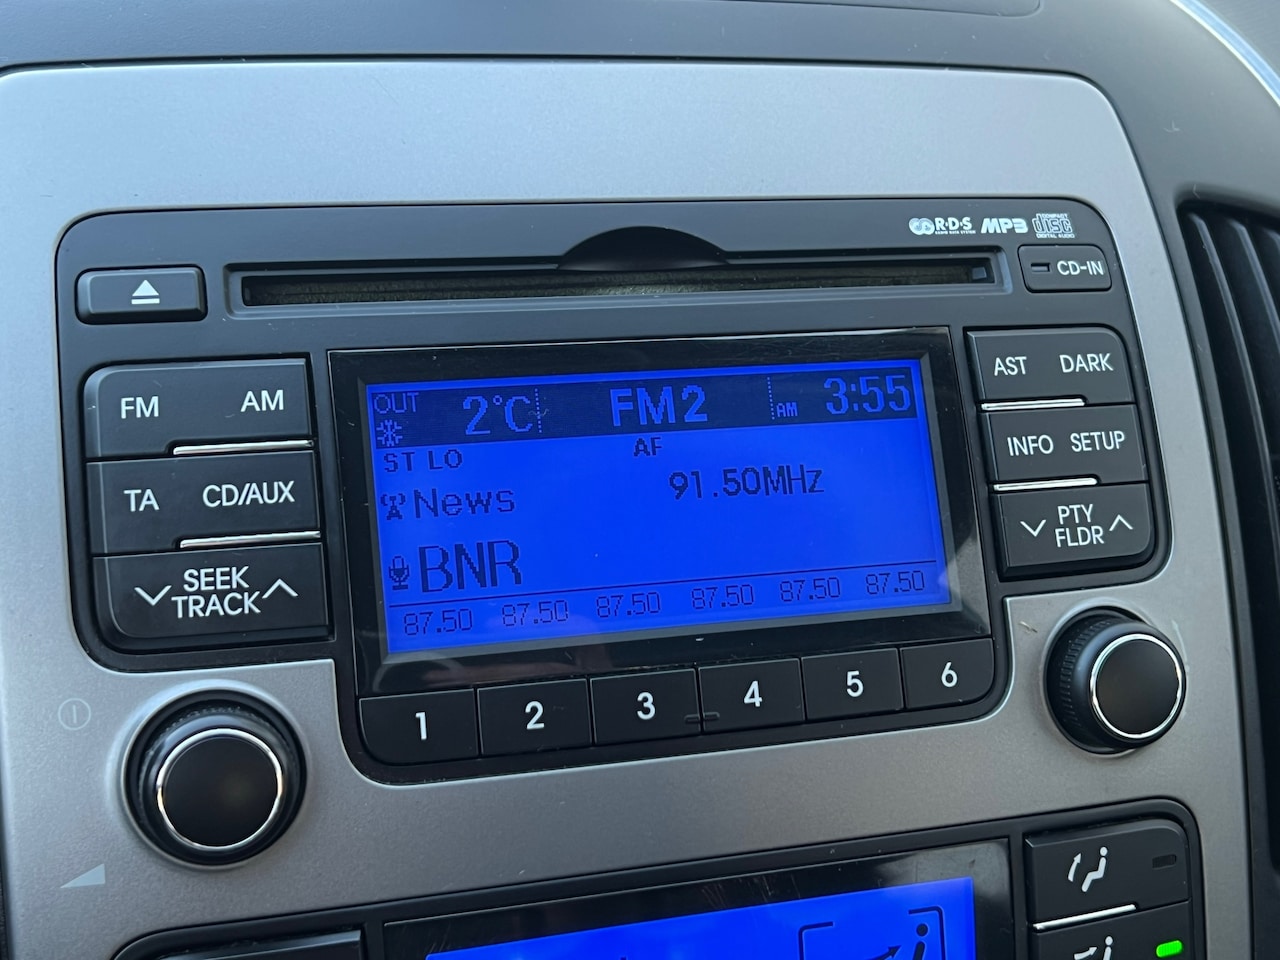 R·D·S MP3 COMPACT disc DIGITAL AUDIO
CD-IN
FM AM
TA CD/AUX
SEEK
TRACK
OUT 2°C FM2 AM 3:55
ST LO AF
News 91.50MHz
BNR
87.50 87.50 87.50 87.50 87.50 87.50
AST DARK
INFO SETUP
PTY
FLDR
1 2 3 4 5 6